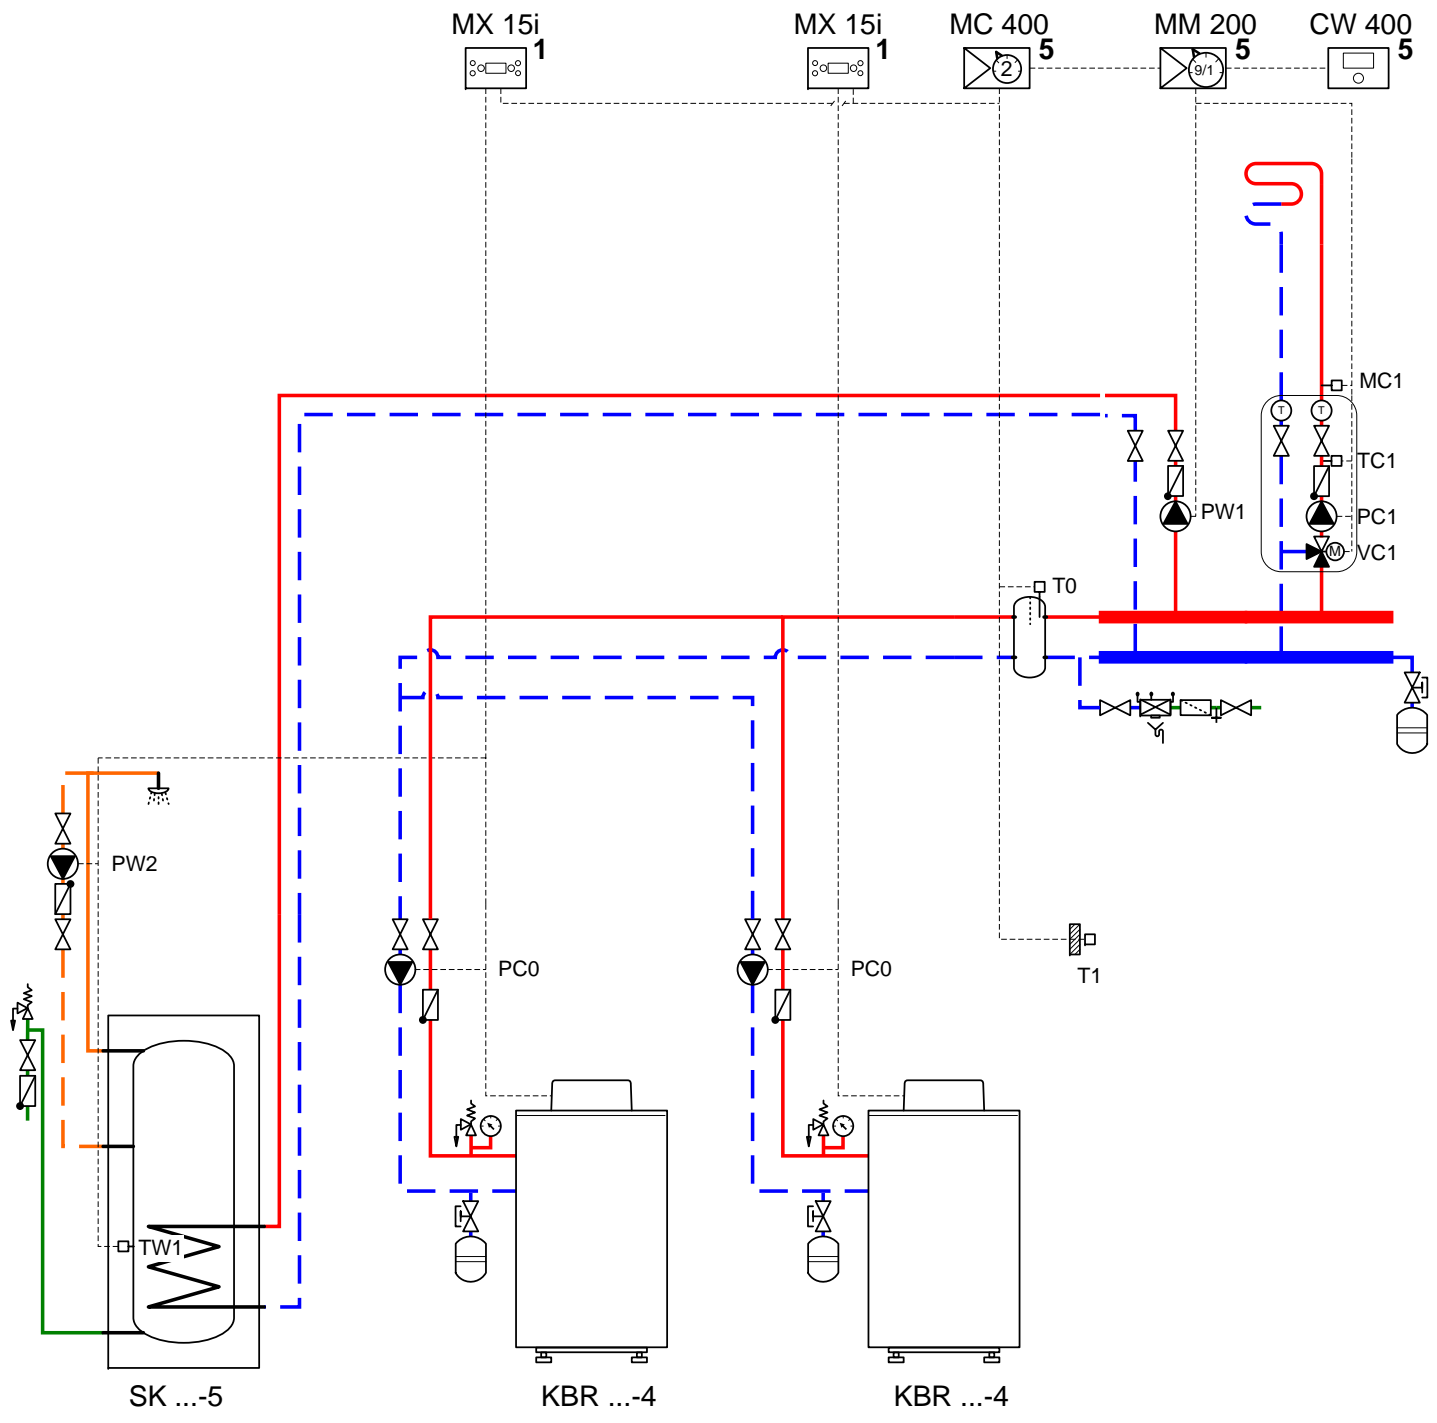 MX 15i MX 15i MC 400 MM 200 CW 400
1 1 5 5 5
2 9/1
MC1
T T
TC1
PW1 PC1
M VC1
T0
PW2
PC0 PC0
T1
TW1
SK ...-5 KBR ...-4 KBR ...-4